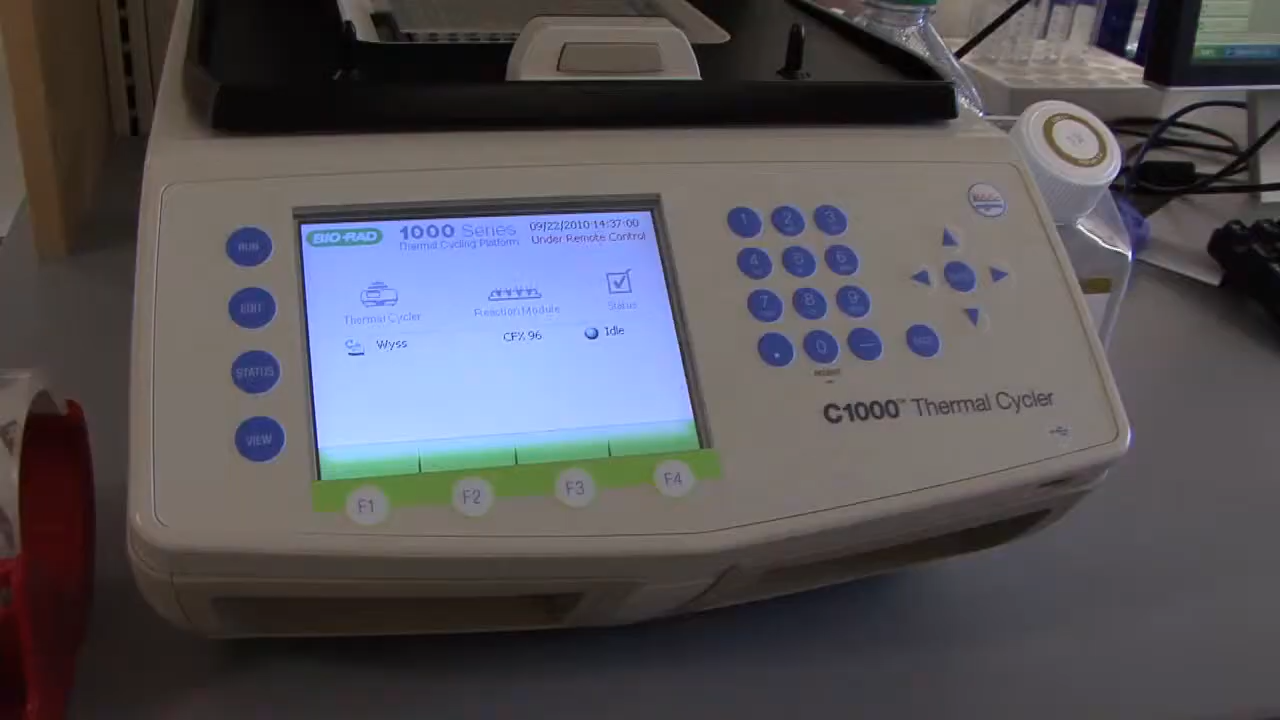 BIO-RAD
1000 Series
Thermal Cycling Platform
09/22/2010 14:37:00
Under Remote Control
Thermal Cycler
Reaction Module
Status
Wyss
CFX 96
Idle
RUN
EDIT
STATUS
VIEW
F1
F2
F3
F4
1 2 3
4 5 6
7 8 9
. 0 —
C1000™ Thermal Cycler